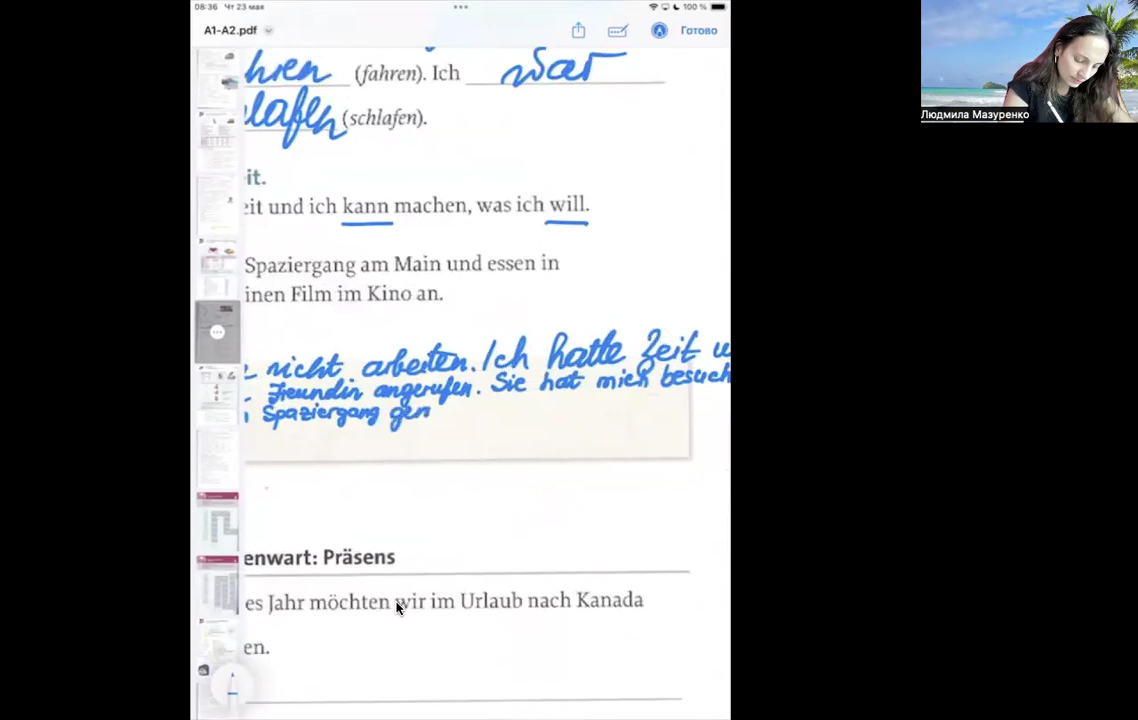 08:36 Чт 23 мая
100 %
A1-A2.pdf
Готово
Людмила Мазуренко
hren (fahren). Ich war
lafen (schlafen).
it.
eit und ich kann machen, was ich will.
Spaziergang am Main und essen in
inen Film im Kino an.
nicht arbeiten. Ich hatte Zeit u
Freundin angerufen. Sie hat mich besuch
Spaziergang gem
enwart: Präsens
es Jahr möchten wir im Urlaub nach Kanada
en.